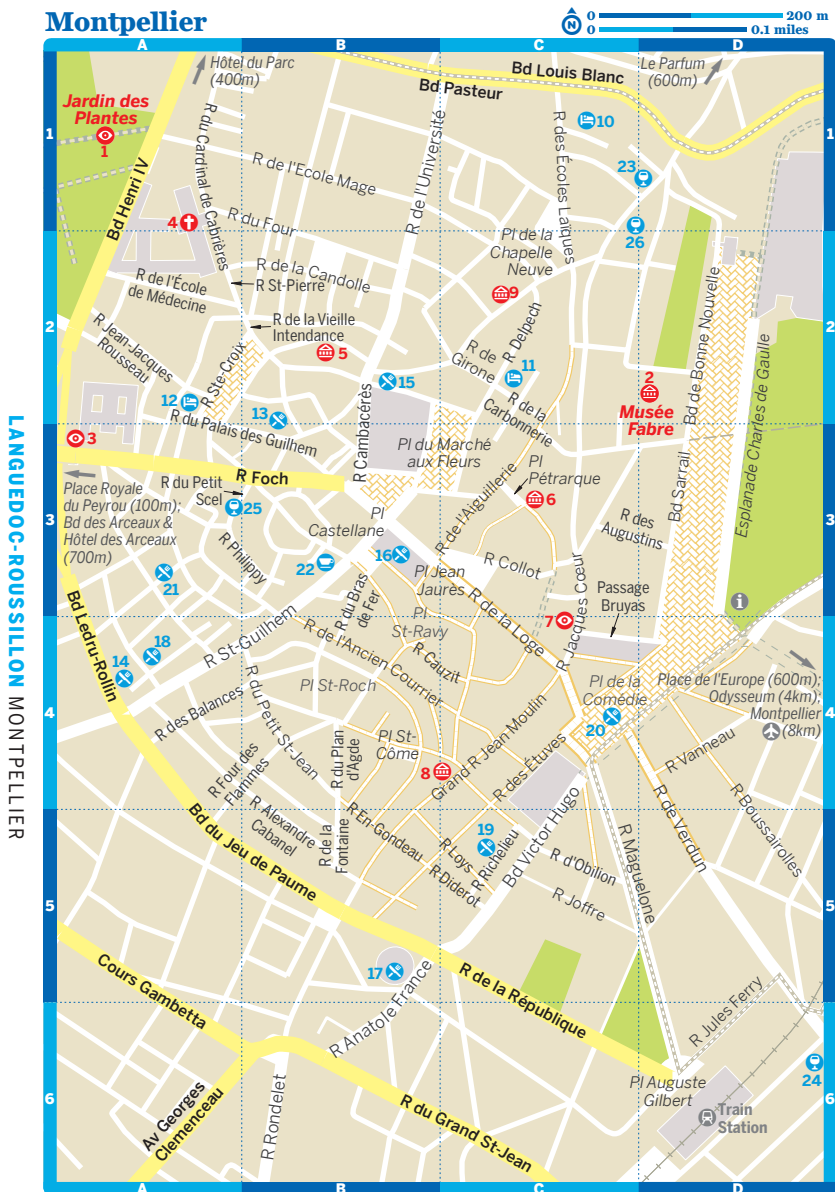 Montpellier
N
0 200 m
0 0.1 miles
A B C D
Hôtel du Parc
(400m)
Le Parfum
(600m)
Bd Louis Blanc
Bd Pasteur
Jardin des
Plantes
1
1
1
10
23
26
4
Bd Henri IV
R du Cardinal de Cabrières
R de l'Ecole Mage
R de l'Université
R des Écoles Laïques
R du Four
Pl de la
Chapelle
Neuve
R de l'École
de Médecine
R de la Candolle
R St-Pierre
9
2
2
R de la Vieille
Intendance
R Jean-Jacques
Rousseau
R Ste-Croix
5
R de
Girone
R Delpech
11
15
2
Musée
Fabre
Bd de Bonne Nouvelle
Esplanade Charles de Gaulle
12
13
R du Palais des Guilhem
R Cambacérès
R de la
Carbonnerie
3
Pl du Marché
aux Fleurs
R Foch
Pl
Pétrarque
6
Bd Sarrail
Place Royale
du Peyrou (100m);
Bd des Arceaux &
Hôtel des Arceaux
(700m)
R du Petit
Scel
25
3
3
Pl
Castellane
R de l'Aiguillerie
R des
Augustins
R Philippy
22
16
Pl Jean
Jaurès
R Collot
21
R du Bras
de Fer
R de la Loge
Passage
Bruyas
R Jacques Cœur
7
i
Bd Ledru-Rollin
R St-Guilhem
Pl
St-Ravy
18
14
R de l'Ancien Courrier
R Cauzit
Pl St-Roch
Pl de la
Comédie
20
Place de l'Europe (600m);
Odysseum (4km);
Montpellier
(8km)
4
4
R des Balances
R du Petit St-Jean
Pl St-
Côme
8
Grand R Jean Moulin
R des Étuves
R Vanneau
R Four des
Flammes
R du Plan
d'Agde
R de Verdun
R Boussairolles
R Alexandre
Cabanel
R de la
Fontaine
R En-Gondeau
R Loys
19
R Richelieu
R Diderot
Bd Victor Hugo
R Maguelone
R d'Obilion
R Joffre
Bd du Jeu de Paume
5
5
Cours Gambetta
17
R Anatole France
R de la République
R Jules Ferry
24
Pl Auguste
Gilbert
Train
Station
6
6
Av Georges
Clemenceau
R Rondelet
R du Grand St-Jean
A B C D
LANGUEDOC-ROUSSILLON MONTPELLIER